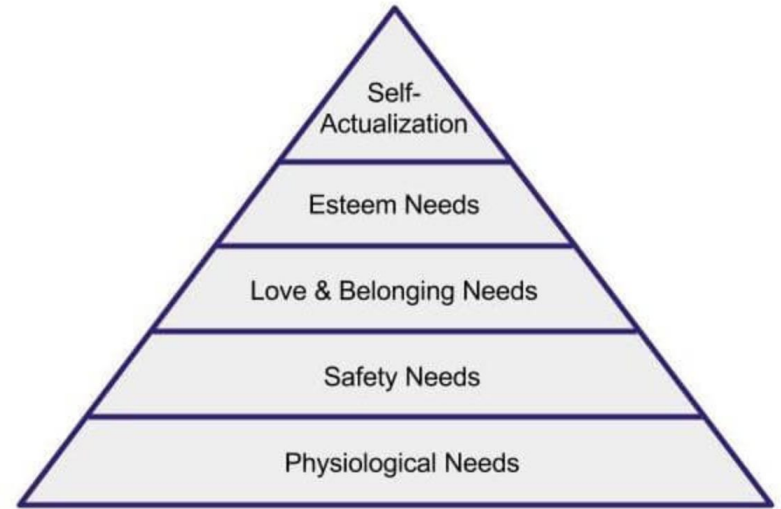 Self-
Actualization
Esteem Needs
Love & Belonging Needs
Safety Needs
Physiological Needs